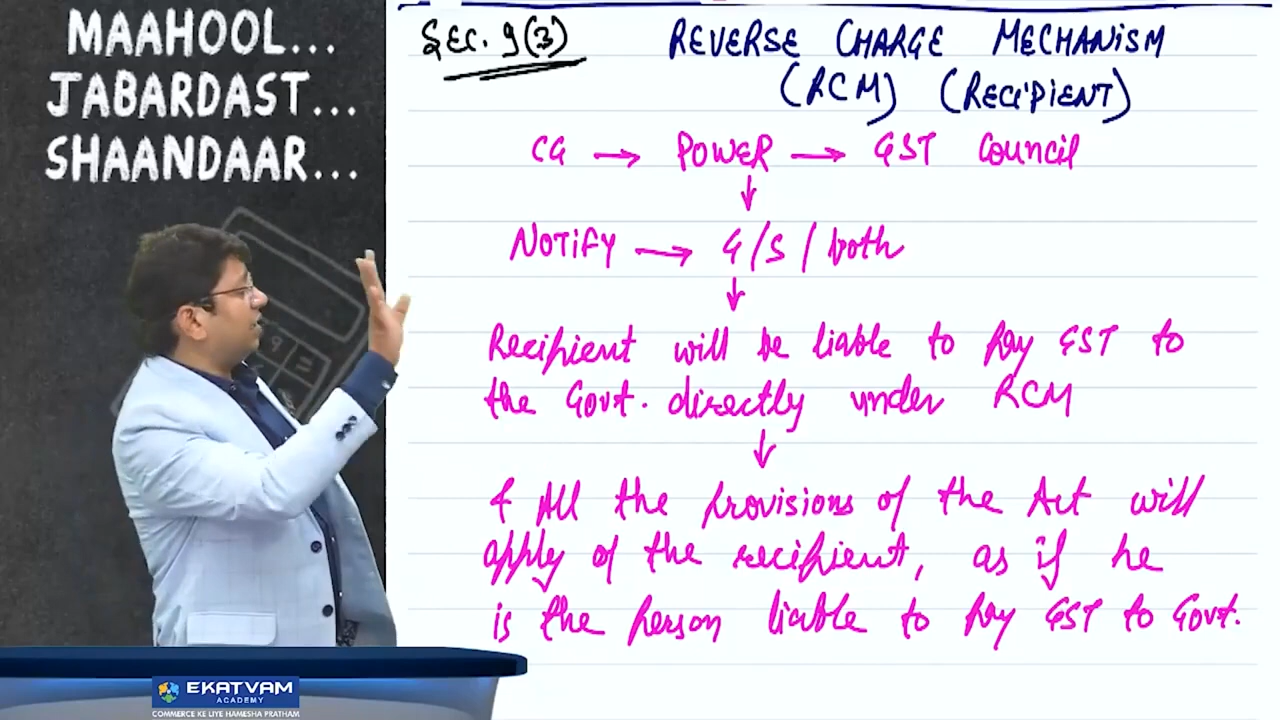 MAAHOOL...
JABARDAST...
SHAANDAAR...
SEC. 9(3)
REVERSE CHARGE MECHANISM
(RCM) (RECIPIENT)
CG → POWER → GST Council
↓
NOTIFY → G/S/both
↓
Recipient will be liable to pay GST to
the Govt. directly under RCM
↓
& All the provisions of the Act will
apply of the recipient, as if he
is the person liable to pay GST to Govt.
EKATVAM
ACADEMY
COMMERCE KE LIYE HAMESHA PRATHAM